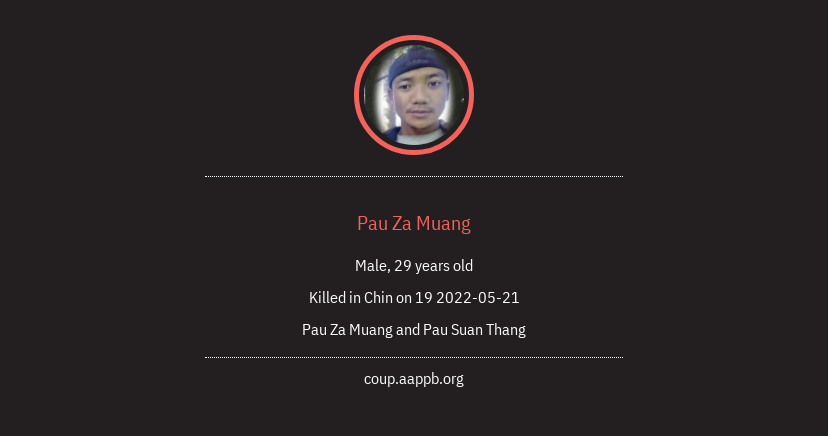 Pau Za Muang
Male, 29 years old
Killed in Chin on 19 2022-05-21
Pau Za Muang and Pau Suan Thang
coup.aappb.org